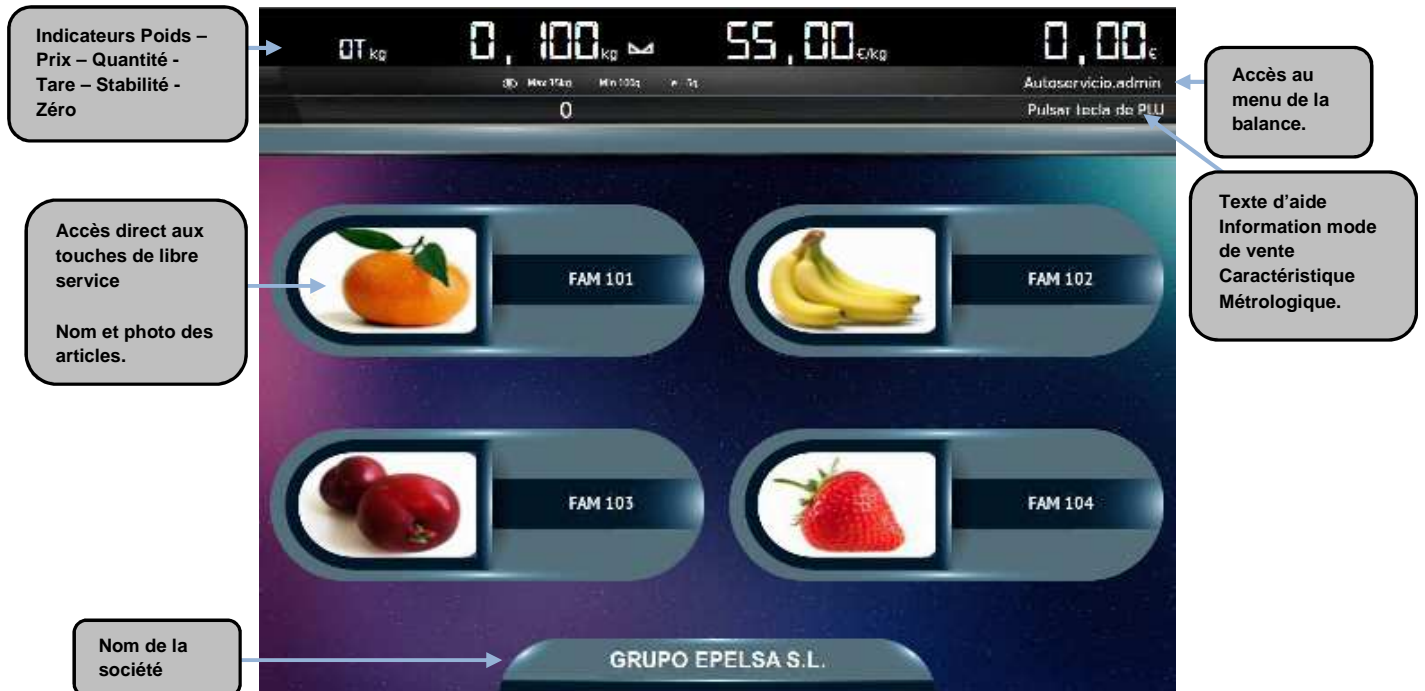 Indicateurs Poids –
Prix – Quantité -
Tare – Stabilité -
Zéro
0T kg 0,100 kg 55,00 €/kg 0,00 €
Max 15kg Min 100g e 5g
Autoservicio.admin
0
Pulsar tecla de PLU
Accès au
menu de la
balance.
Texte d’aide
Information mode
de vente
Caractéristique
Métrologique.
Accès direct aux
touches de libre
service
Nom et photo des
articles.
FAM 101
FAM 102
FAM 103
FAM 104
Nom de la
société
GRUPO EPELSA S.L.